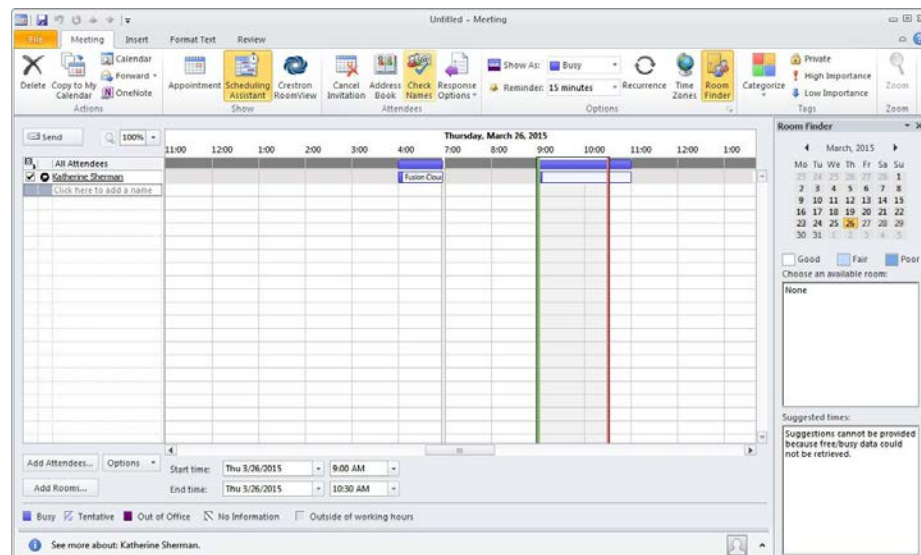 Untitled - Meeting
File Meeting Insert Format Text Review
Delete
Copy to My Calendar
Calendar
Forward
OneNote
Actions
Appointment
Scheduling Assistant
Crestron RoomView
Show
Cancel Invitation
Address Book
Check Names
Response Options
Attendees
Show As: Busy
Reminder: 15 minutes
Recurrence
Time Zones
Room Finder
Options
Categorize
Private
High Importance
Low Importance
Tags
Zoom
Zoom
Send 100%
Thursday, March 26, 2015
11:00 12:00 1:00 2:00 3:00 4:00 7:00 8:00 9:00 10:00 11:00 12:00 1:00
All Attendees
Katherine Sherman
Fusion Clou
Click here to add a name
Add Attendees... Options
Start time: Thu 3/26/2015 9:00 AM
Add Rooms...
End time: Thu 3/26/2015 10:30 AM
Busy Tentative Out of Office No Information Outside of working hours
See more about: Katherine Sherman.
Room Finder
March, 2015
Mo Tu We Th Fr Sa Su
23 24 25 26 27 28 1
2 3 4 5 6 7 8
9 10 11 12 13 14 15
16 17 18 19 20 21 22
23 24 25 26 27 28 29
30 31 1 2 3 4 5
Good Fair Poor
Choose an available room:
None
Suggested times:
Suggestions cannot be provided
because free/busy data could
not be retrieved.